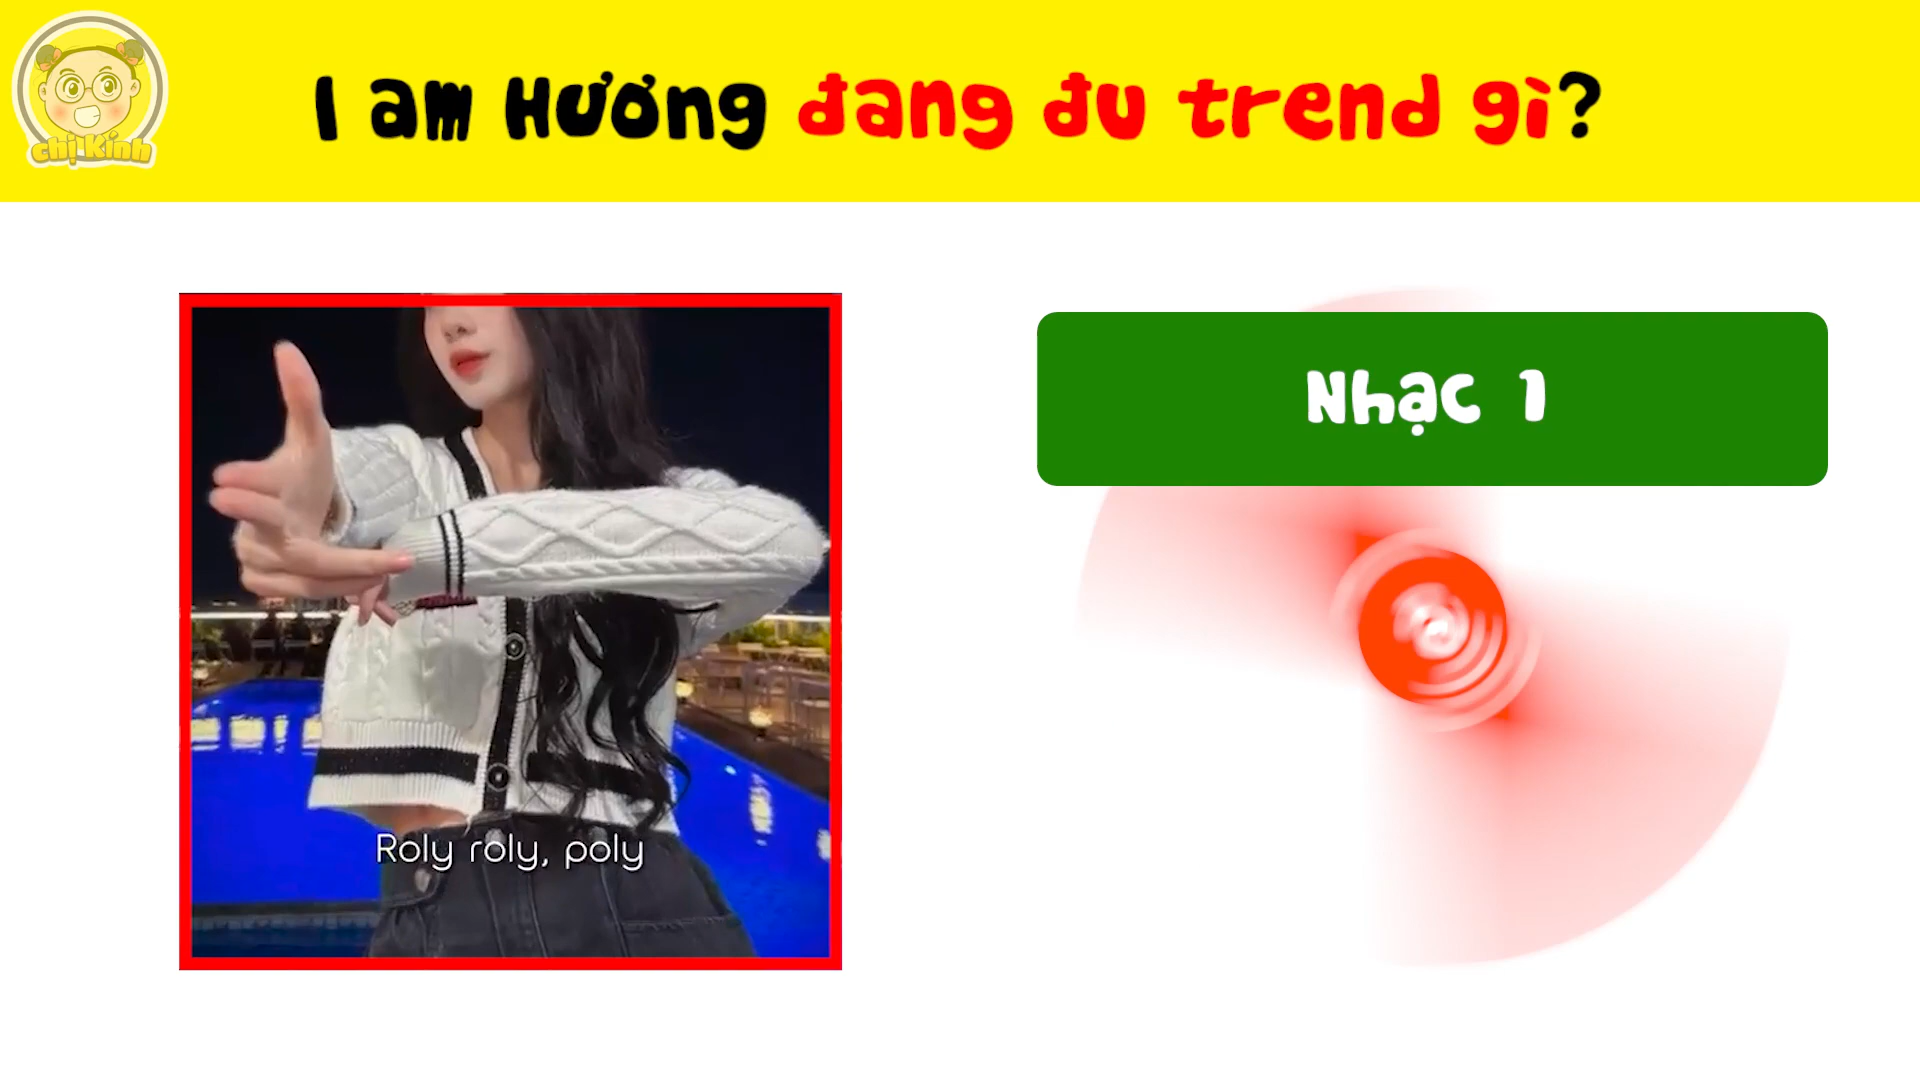 I am Hương đang đu trend gì?
chị Kính
Nhạc 1
Roly roly, poly